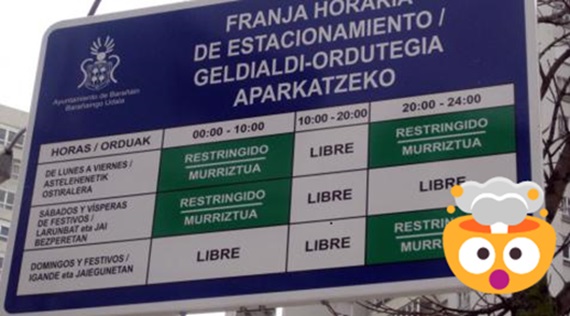 FRANJA HORARIA
DE ESTACIONAMIENTO /
GELDIALDI-ORDUTEGIA
APARKATZEKO
Ayuntamiento de Barañáin
Barañaingo Udala
HORAS / ORDUAK
00:00 - 10:00
10:00 - 20:00
20:00 - 24:00
DE LUNES A VIERNES /
ASTELEHENETIK
OSTIRALERA
RESTRINGIDO
MURRIZTUA
LIBRE
RESTRINGIDO
MURRIZTUA
SÁBADOS Y VÍSPERAS
DE FESTIVOS /
LARUNBAT eta JAI
BEZPERETAN
RESTRINGIDO
MURRIZTUA
LIBRE
LIBRE
DOMINGOS Y FESTIVOS /
IGANDE eta JAIEGUNETAN
LIBRE
LIBRE